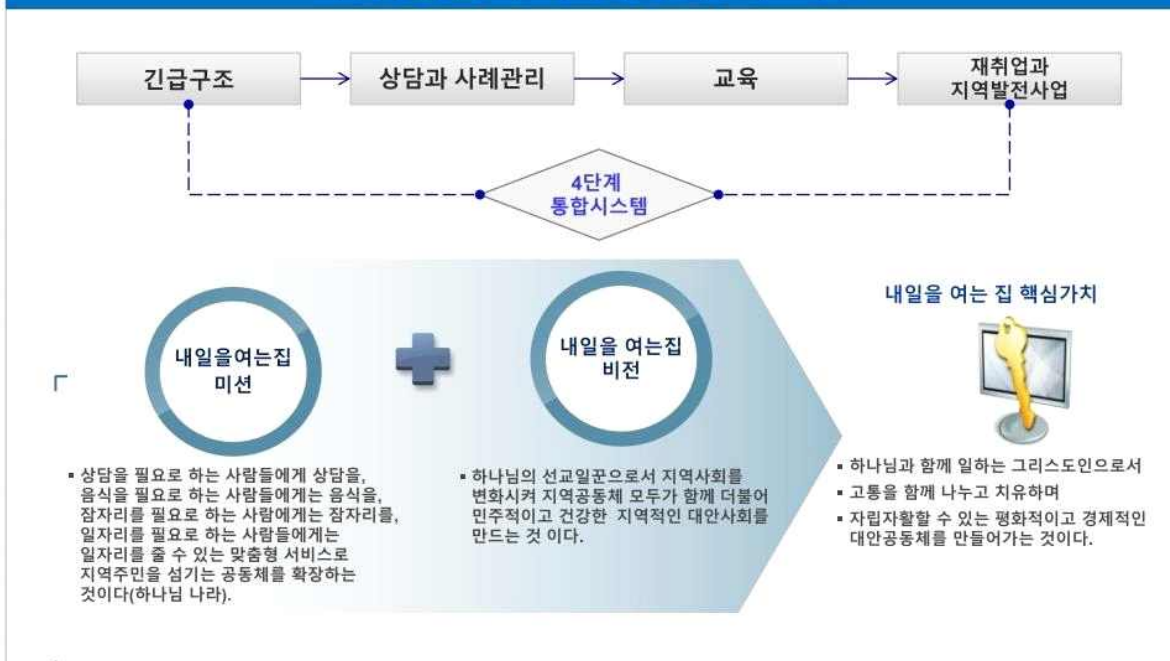 긴급구조
상담과 사례관리
교육
재취업과
지역발전사업
4단계
통합시스템
내일을여는집
미션
내일을 여는집
비전
내일을 여는 집 핵심가치
▪ 상담을 필요로 하는 사람들에게 상담을,
음식을 필요로 하는 사람들에게는 음식을,
잠자리를 필요로 하는 사람에게는 잠자리를,
일자리를 필요로 하는 사람들에게는
일자리를 줄 수 있는 맞춤형 서비스로
지역주민을 섬기는 공동체를 확장하는
것이다(하나님 나라).
▪ 하나님의 선교일꾼으로서 지역사회를
변화시켜 지역공동체 모두가 함께 더불어
민주적이고 건강한 지역적인 대안사회를
만드는 것 이다.
▪ 하나님과 함께 일하는 그리스도인으로서
▪ 고통을 함께 나누고 치유하며
▪ 자립자활할 수 있는 평화적이고 경제적인
대안공동체를 만들어가는 것이다.